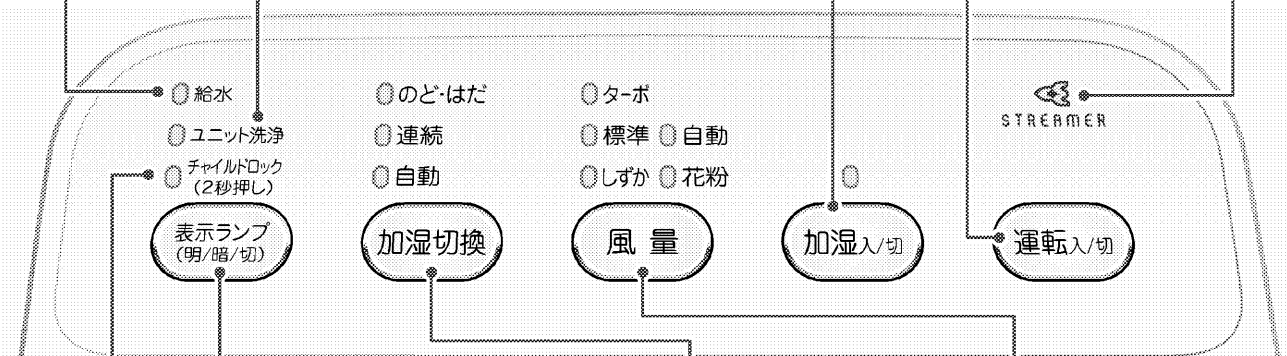 給水
ユニット洗浄
チャイルドロック
(2秒押し)
のど・はだ
連続
自動
ターボ
標準 自動
しずか 花粉
STREAMER
表示ランプ
(明/暗/切)
加湿切換
風量
加湿入/切
運転入/切